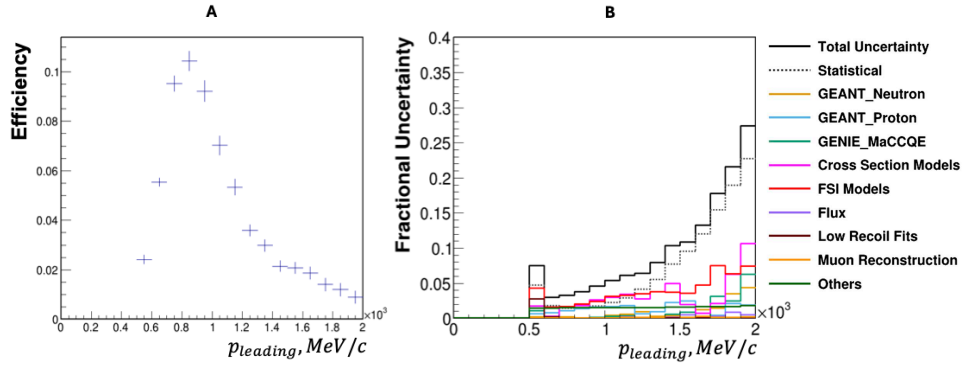 A
B
Efficiency
0.1
0.08
0.06
0.04
0.02
0
0 0.2 0.4 0.6 0.8 1 1.2 1.4 1.6 1.8 2 ×10³
p_leading, MeV/c
Fractional Uncertainty
0.4
0.35
0.3
0.25
0.2
0.15
0.1
0.05
0
0 0.5 1 1.5 2 ×10³
p_leading, MeV/c
Total Uncertainty
Statistical
GEANT_Neutron
GEANT_Proton
GENIE_MaCCQE
Cross Section Models
FSI Models
Flux
Low Recoil Fits
Muon Reconstruction
Others